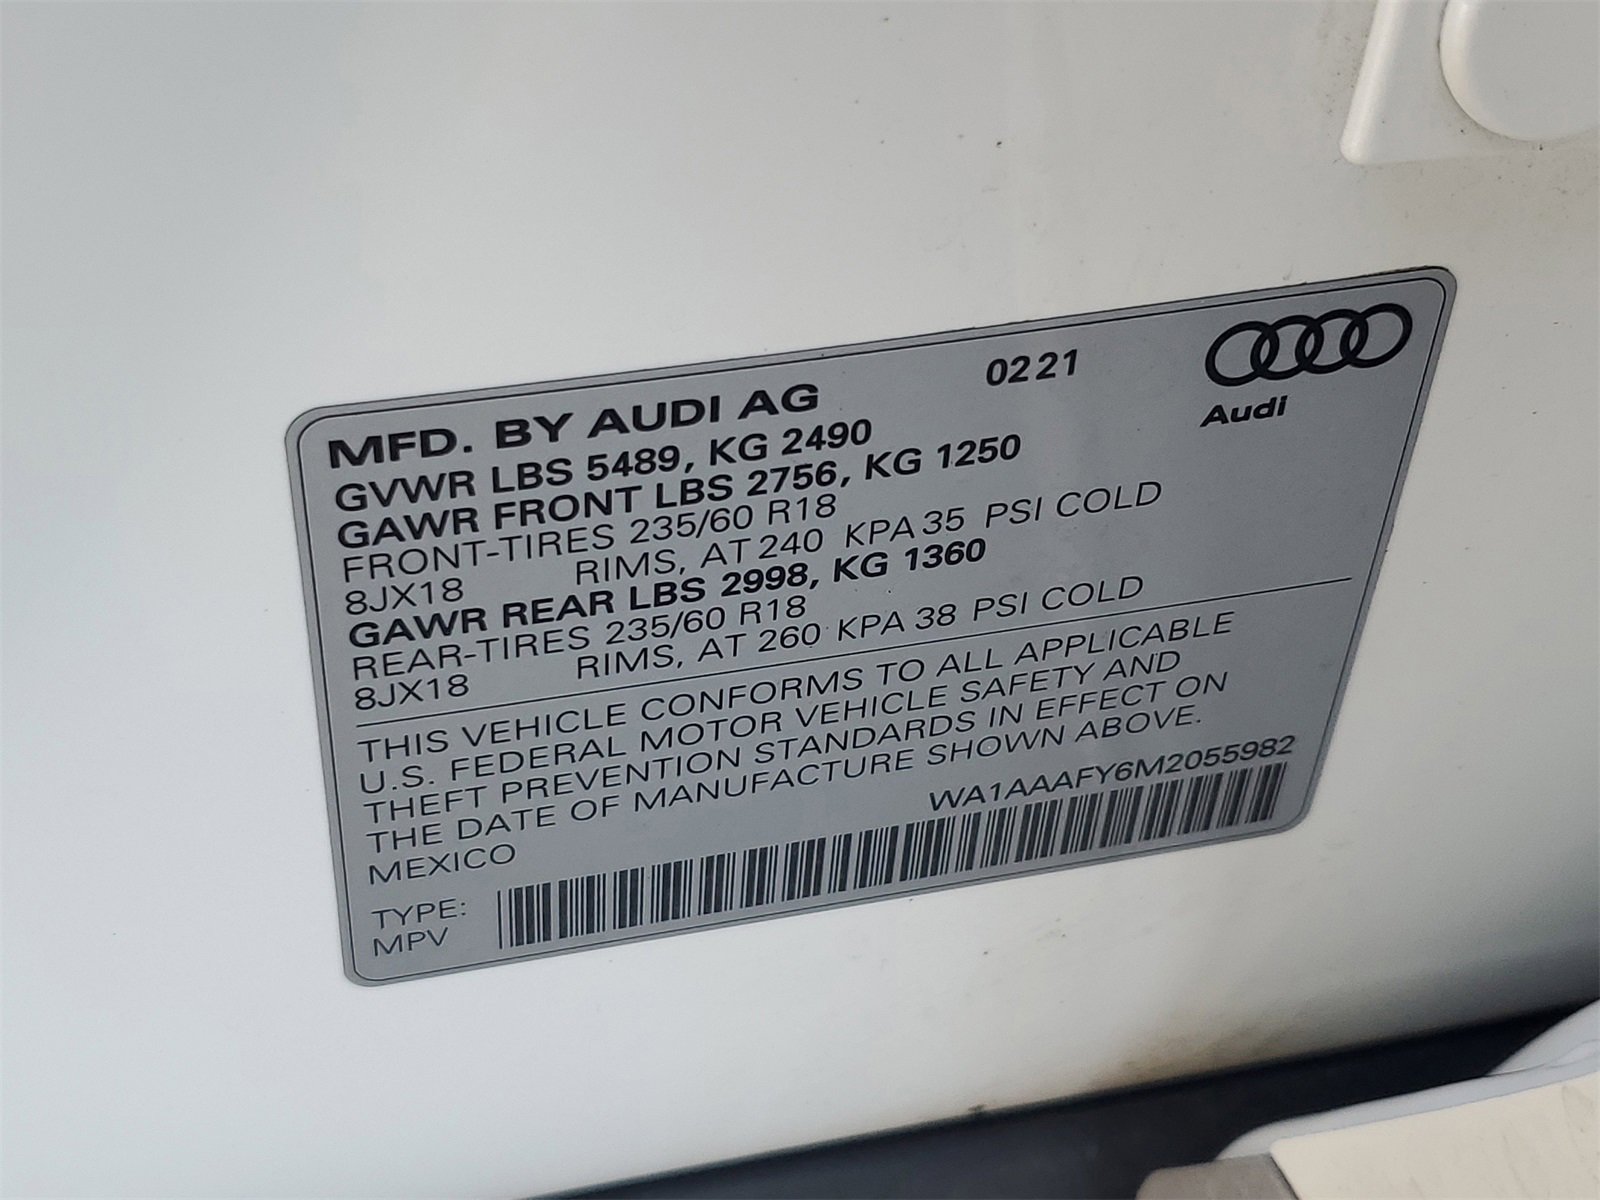 MFD. BY AUDI AG 0221
Audi
GVWR LBS 5489, KG 2490
GAWR FRONT LBS 2756, KG 1250
FRONT-TIRES 235/60 R18
8JX18 RIMS, AT 240 KPA 35 PSI COLD
GAWR REAR LBS 2998, KG 1360
REAR-TIRES 235/60 R18
8JX18 RIMS, AT 260 KPA 38 PSI COLD
THIS VEHICLE CONFORMS TO ALL APPLICABLE
U.S. FEDERAL MOTOR VEHICLE SAFETY AND
THEFT PREVENTION STANDARDS IN EFFECT ON
THE DATE OF MANUFACTURE SHOWN ABOVE.
MEXICO WA1AAAFY6M2055982
TYPE:
MPV